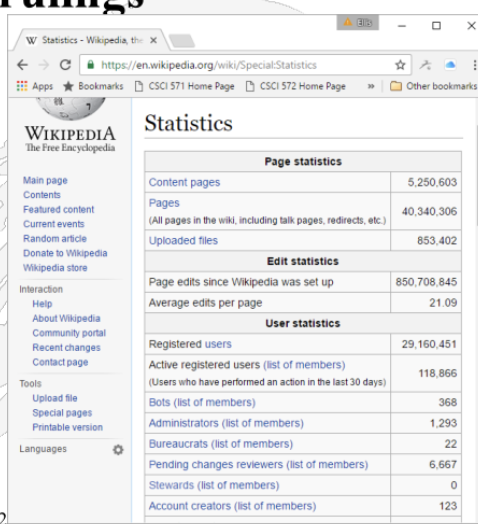 Ellis
W Statistics - Wikipedia, the
https://en.wikipedia.org/wiki/Special:Statistics
Apps Bookmarks CSCI 571 Home Page CSCI 572 Home Page » Other bookmarks
WIKIPEDIA
The Free Encyclopedia
Main page
Contents
Featured content
Current events
Random article
Donate to Wikipedia
Wikipedia store
Interaction
Help
About Wikipedia
Community portal
Recent changes
Contact page
Tools
Upload file
Special pages
Printable version
Languages
Statistics
Page statistics
Content pages 5,250,603
Pages
(All pages in the wiki, including talk pages, redirects, etc.) 40,340,306
Uploaded files 853,402
Edit statistics
Page edits since Wikipedia was set up 850,708,845
Average edits per page 21.09
User statistics
Registered users 29,160,451
Active registered users (list of members)
(Users who have performed an action in the last 30 days) 118,866
Bots (list of members) 368
Administrators (list of members) 1,293
Bureaucrats (list of members) 22
Pending changes reviewers (list of members) 6,667
Stewards (list of members) 0
Account creators (list of members) 123